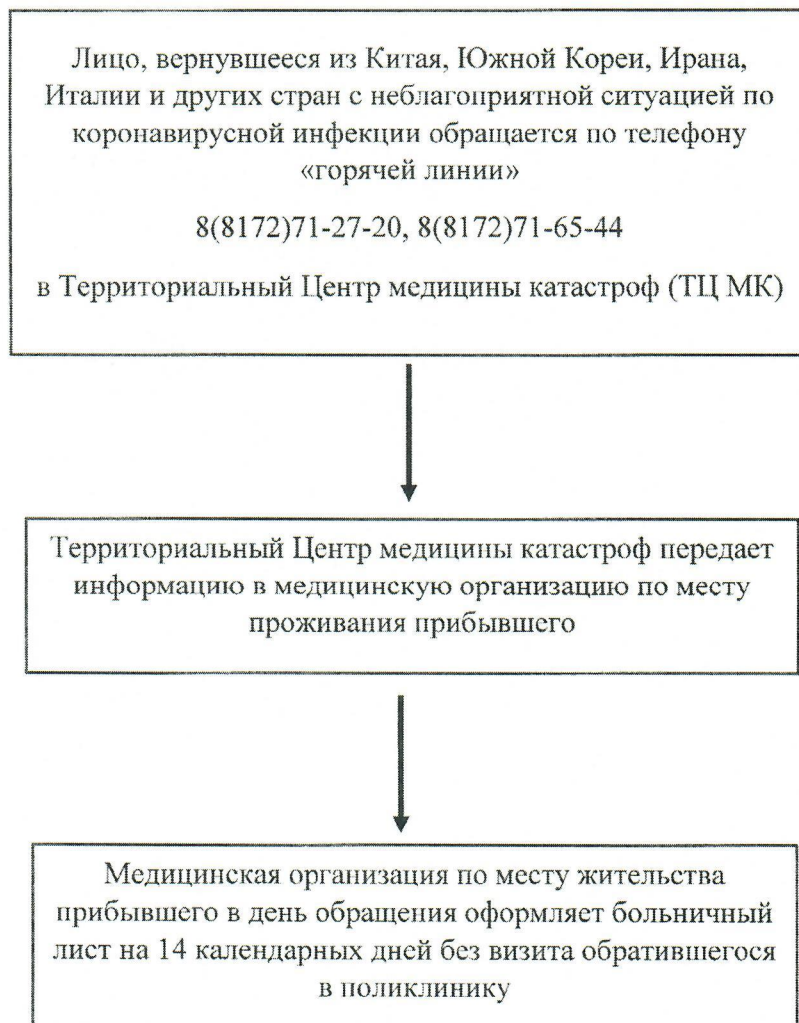 Лицо, вернувшееся из Китая, Южной Кореи, Ирана,
Италии и других стран с неблагоприятной ситуацией по
коронавирусной инфекции обращается по телефону
«горячей линии»
8(8172)71-27-20, 8(8172)71-65-44
в Территориальный Центр медицины катастроф (ТЦ МК)
Территориальный Центр медицины катастроф передает
информацию в медицинскую организацию по месту
проживания прибывшего
Медицинская организация по месту жительства
прибывшего в день обращения оформляет больничный
лист на 14 календарных дней без визита обратившегося
в поликлинику